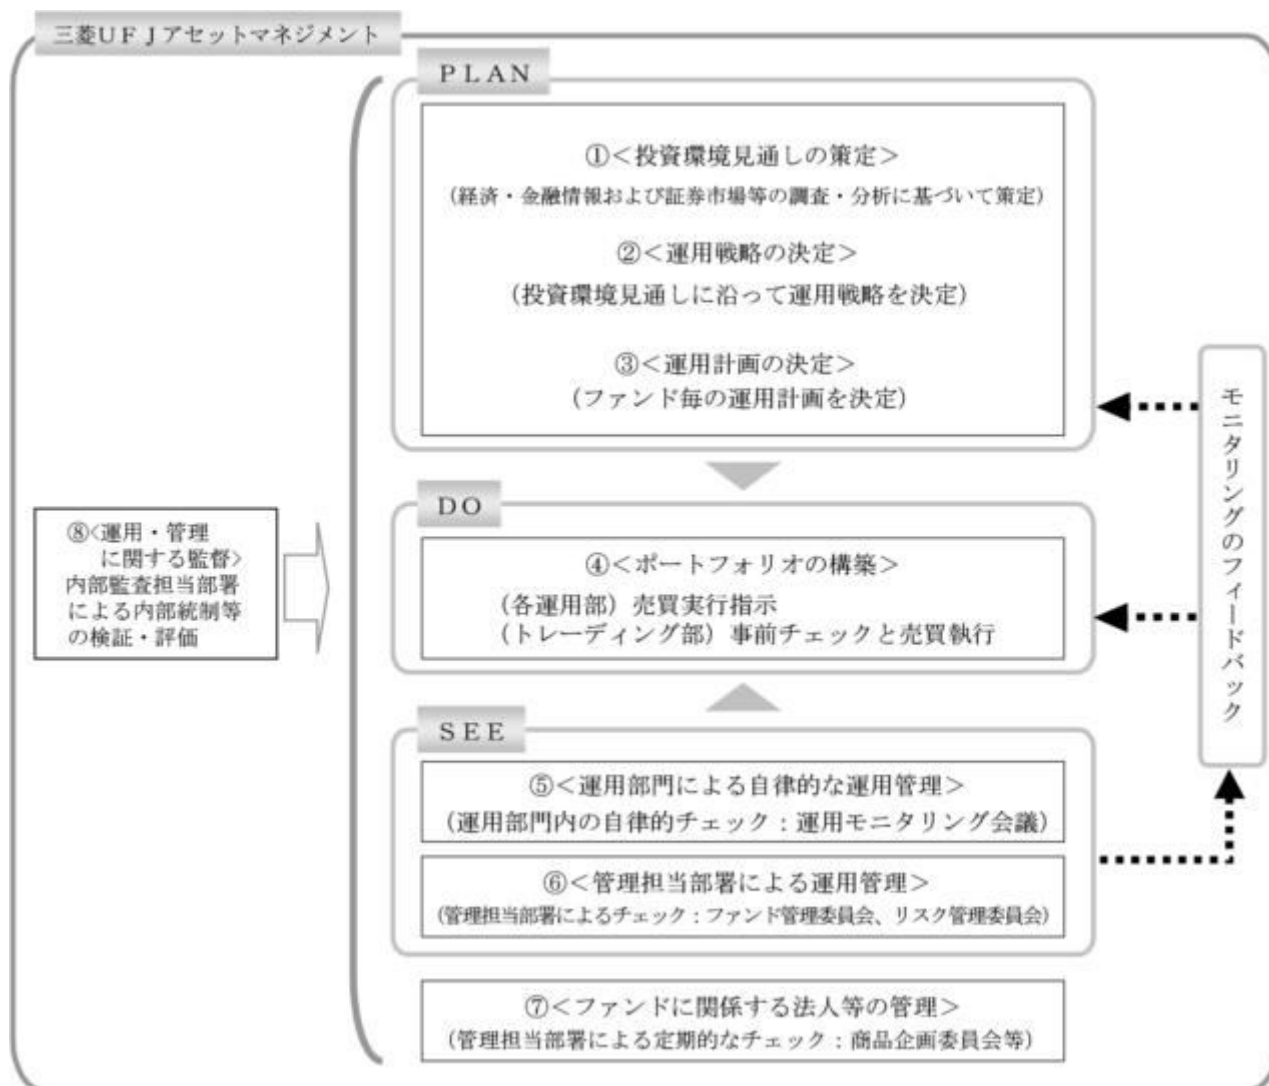 三菱ＵＦＪアセットマネジメント
ＰＬＡＮ
①＜投資環境見通しの策定＞
（経済・金融情報および証券市場等の調査・分析に基づいて策定）
②＜運用戦略の決定＞
（投資環境見通しに沿って運用戦略を決定）
③＜運用計画の決定＞
（ファンド毎の運用計画を決定）
ＤＯ
④＜ポートフォリオの構築＞
（各運用部）売買実行指示
（トレーディング部）事前チェックと売買執行
ＳＥＥ
⑤＜運用部門による自律的な運用管理＞
（運用部門内の自律的チェック：運用モニタリング会議）
⑥＜管理担当部署による運用管理＞
（管理担当部署によるチェック：ファンド管理委員会、リスク管理委員会）
⑦＜ファンドに関係する法人等の管理＞
（管理担当部署による定期的なチェック：商品企画委員会等）
⑧<運用・管理
に関する監督>
内部監査担当部署
による内部統制等
の検証・評価
モニタリングのフィードバック